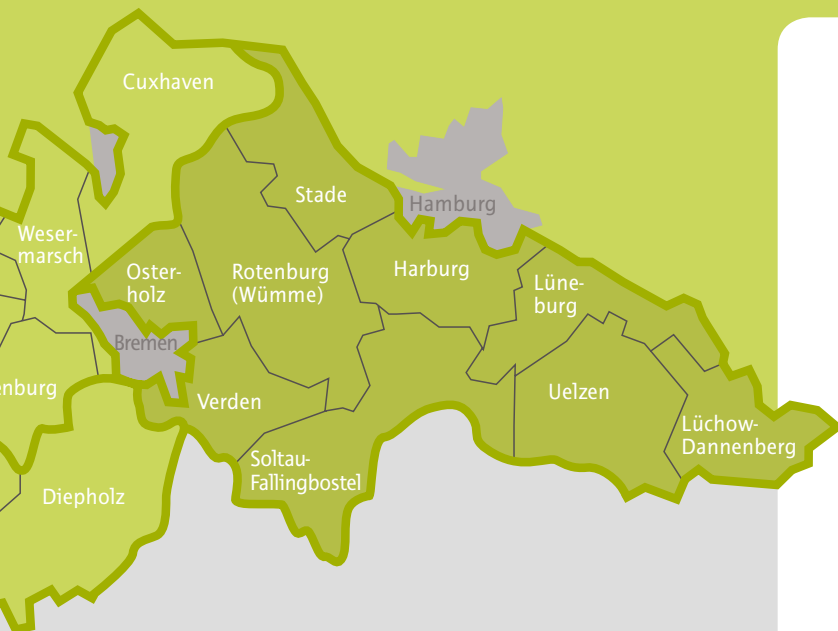 Cuxhaven
Stade
Hamburg
Weser-
marsch
Oster-
holz
Rotenburg
(Wümme)
Harburg
Lüne-
burg
Bremen
enburg
Verden
Uelzen
Lüchow-
Dannenberg
Soltau-
Fallingbostel
Diepholz